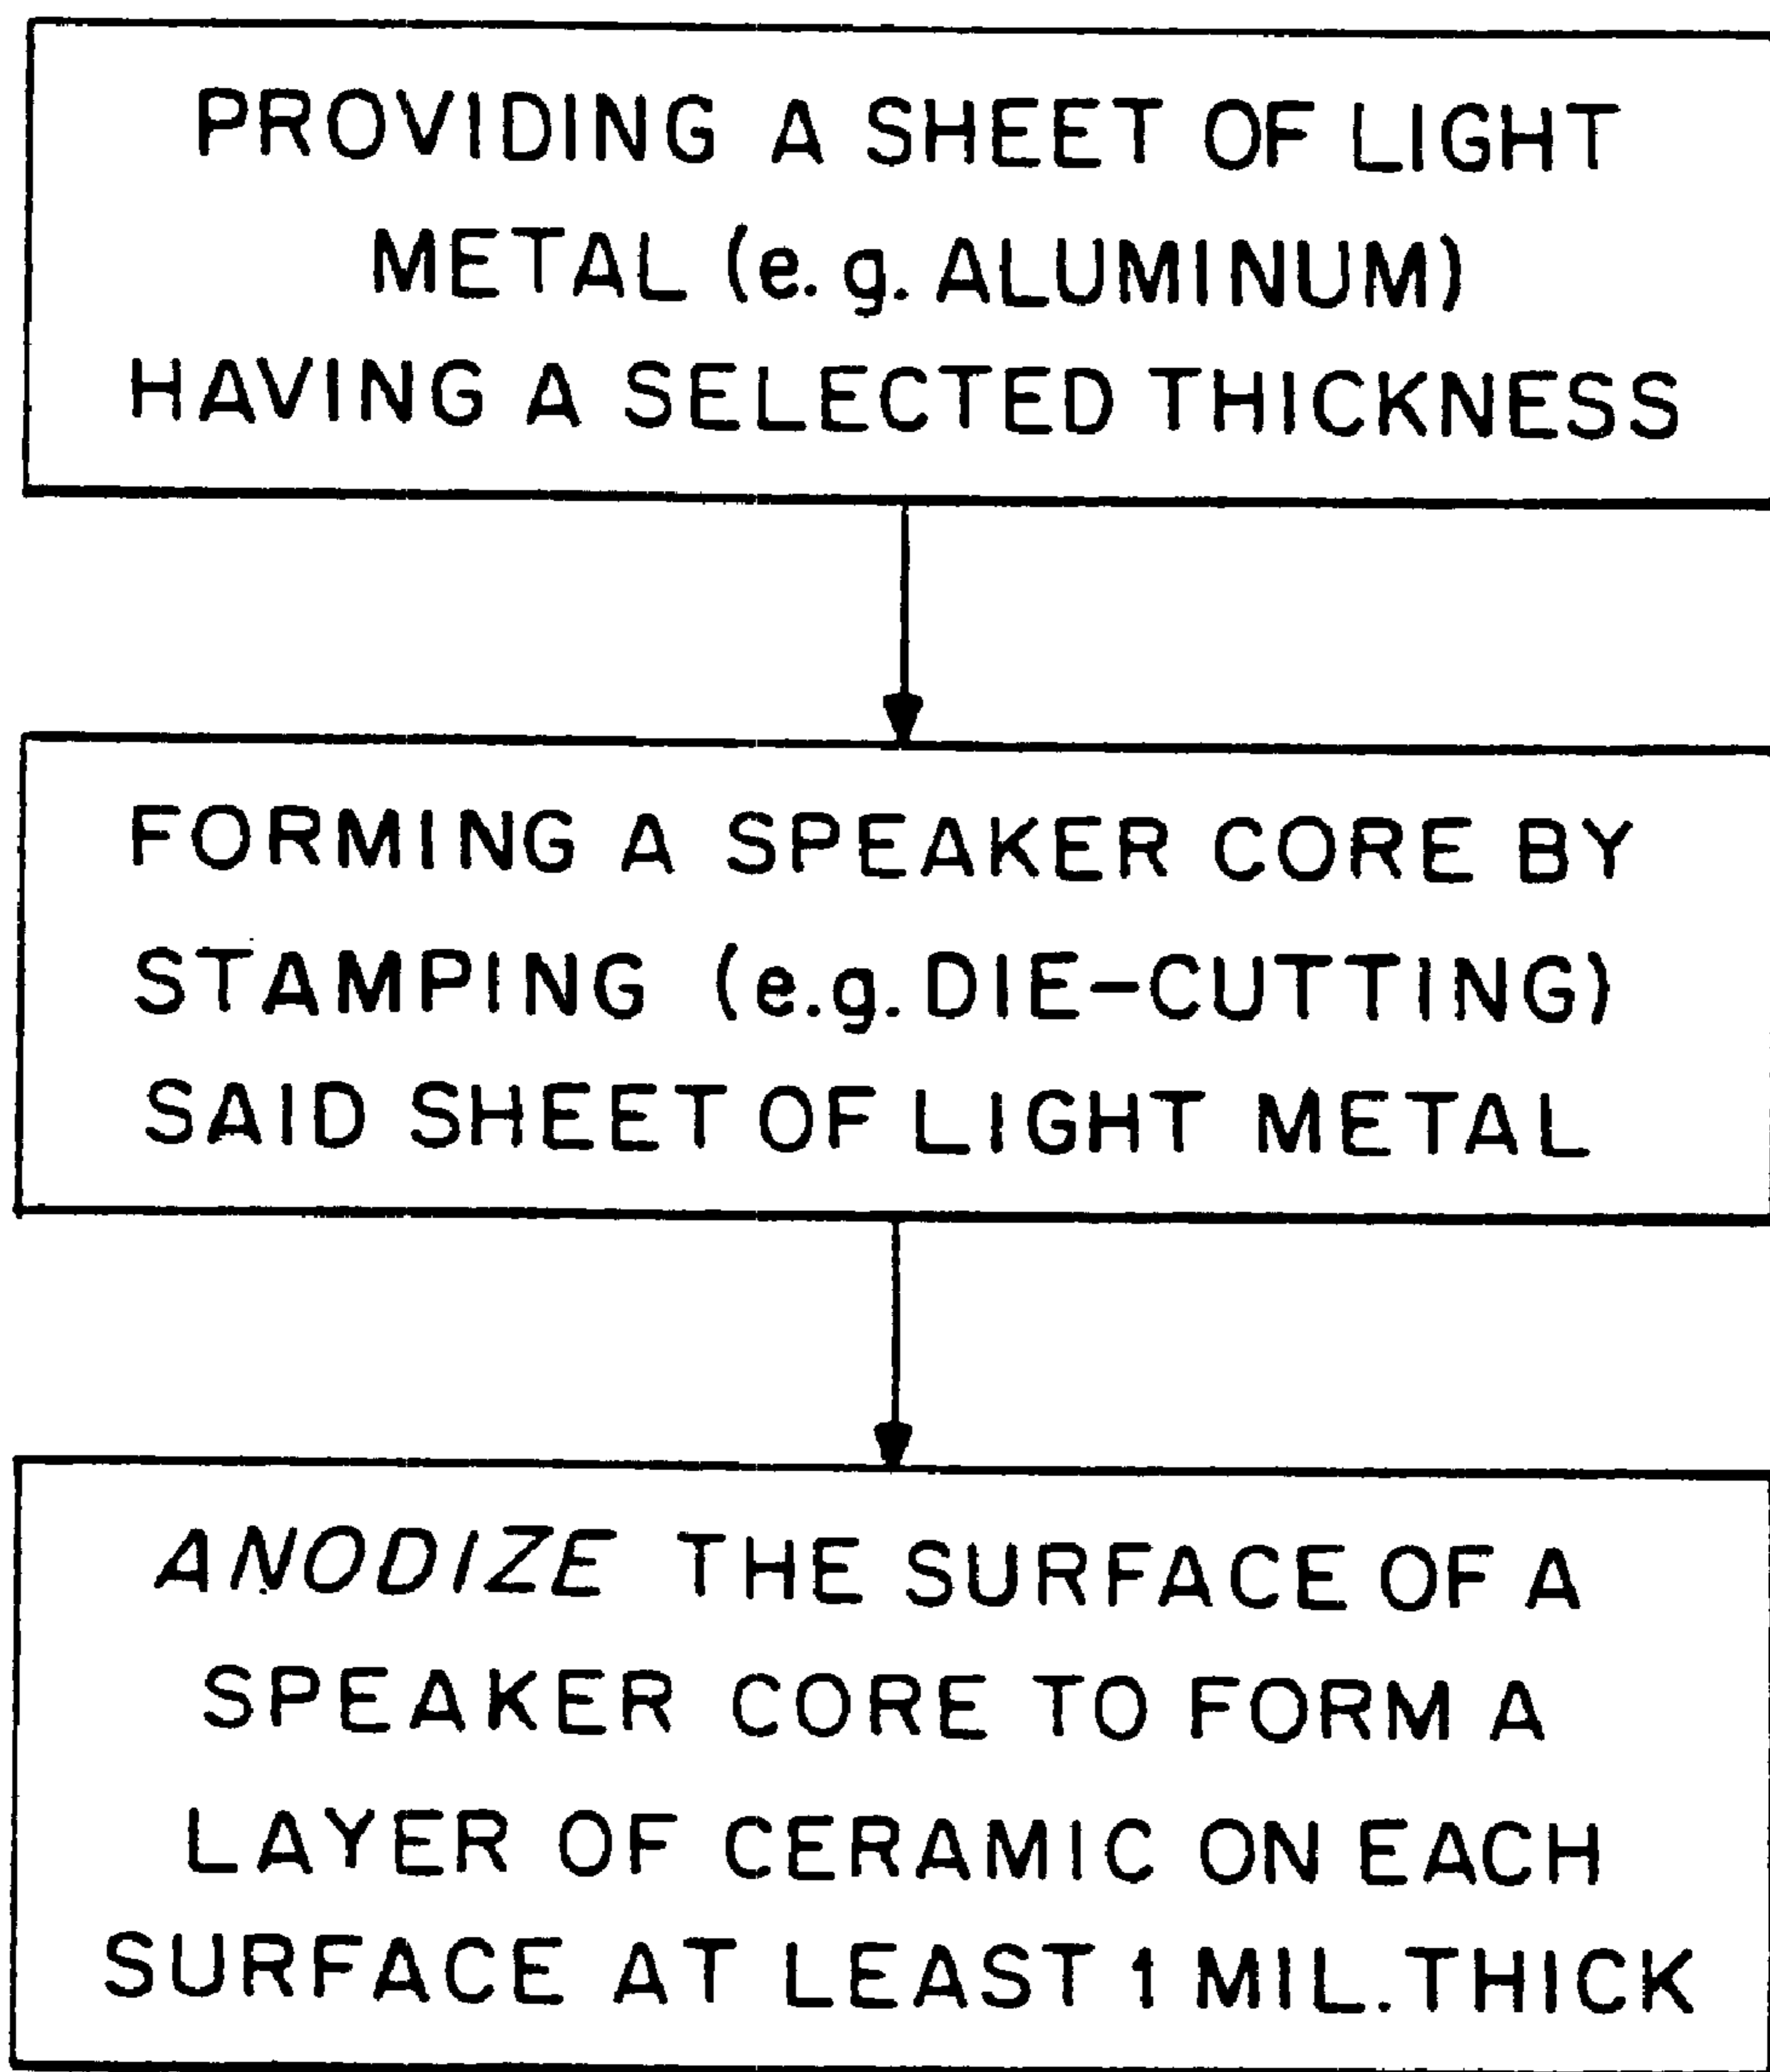 PROVIDING A SHEET OF LIGHT
METAL (e.g. ALUMINUM)
HAVING A SELECTED THICKNESS
FORMING A SPEAKER CORE BY
STAMPING (e.g. DIE-CUTTING)
SAID SHEET OF LIGHT METAL
ANODIZE THE SURFACE OF A
SPEAKER CORE TO FORM A
LAYER OF CERAMIC ON EACH
SURFACE AT LEAST 1 MIL. THICK